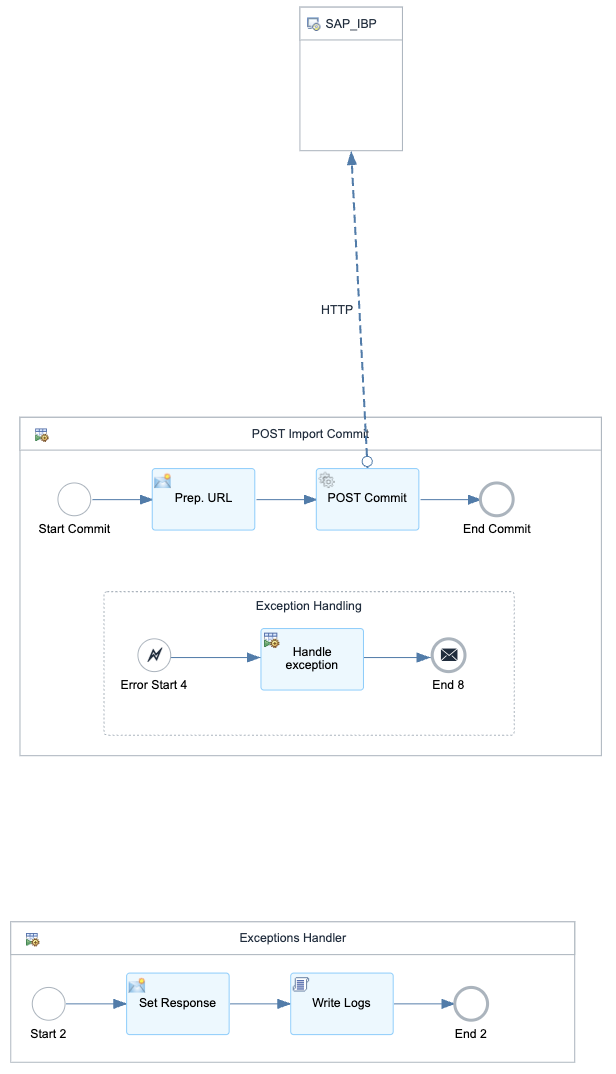 SAP_IBP
HTTP
POST Import Commit
Prep. URL
POST Commit
Start Commit
End Commit
Exception Handling
Handle
exception
Error Start 4
End 8
Exceptions Handler
Set Response
Write Logs
Start 2
End 2